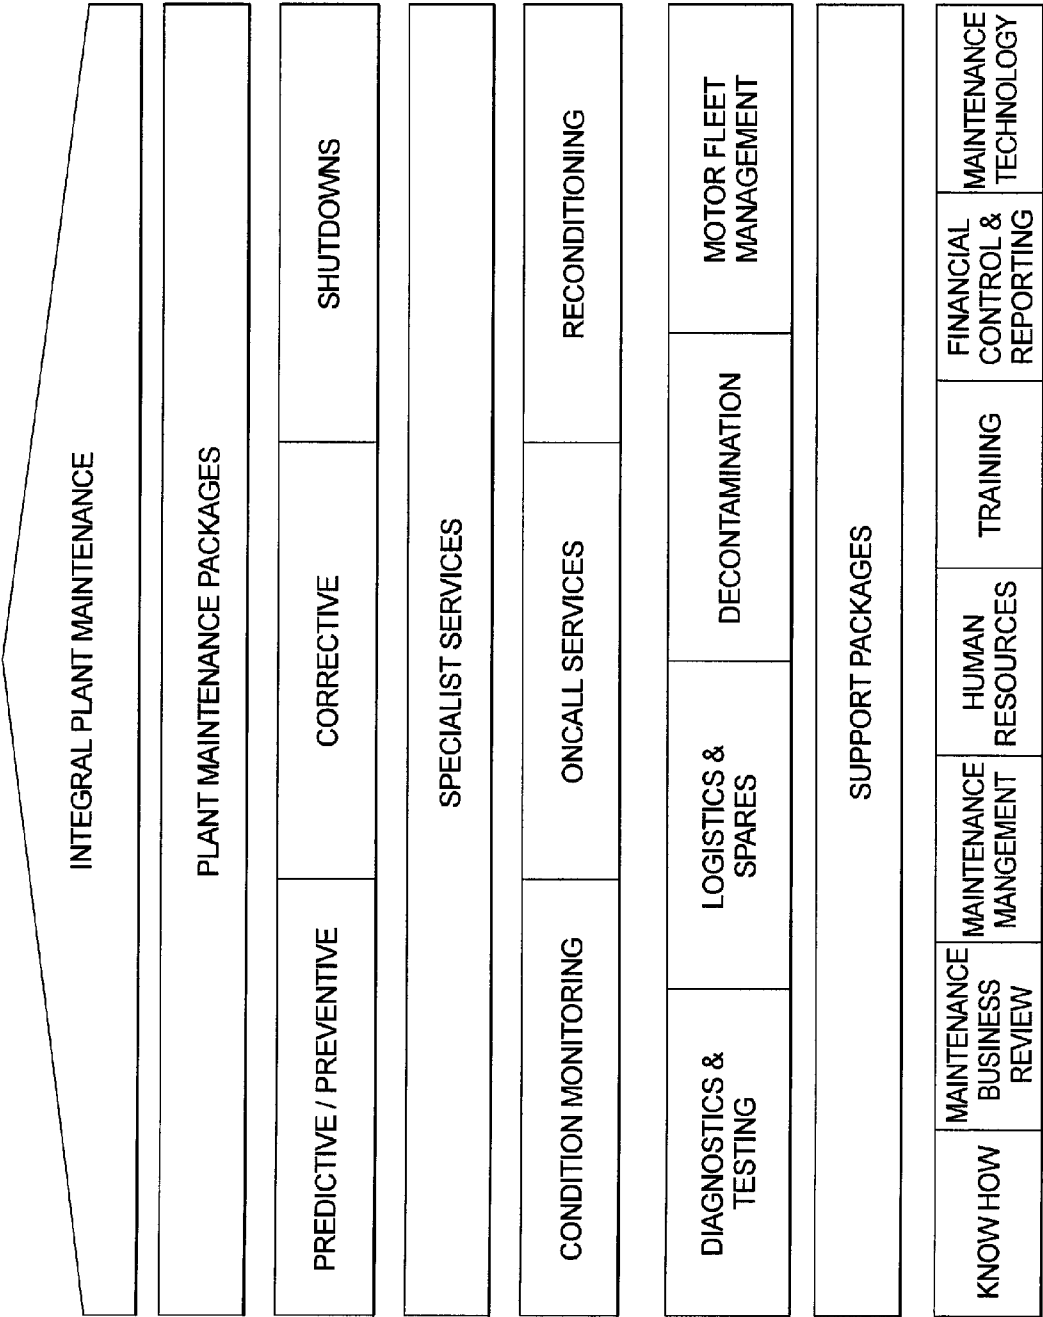 INTEGRAL PLANT MAINTENANCE
PLANT MAINTENANCE PACKAGES
PREDICTIVE / PREVENTIVE
CORRECTIVE
SHUTDOWNS
SPECIALIST SERVICES
CONDITION MONITORING
ONCALL SERVICES
RECONDITIONING
DIAGNOSTICS &
TESTING
LOGISTICS &
SPARES
DECONTAMINATION
MOTOR FLEET
MANAGEMENT
SUPPORT PACKAGES
KNOW HOW
MAINTENANCE
BUSINESS
REVIEW
MAINTENANCE
MANGEMENT
HUMAN
RESOURCES
TRAINING
FINANCIAL
CONTROL &
REPORTING
MAINTENANCE
TECHNOLOGY